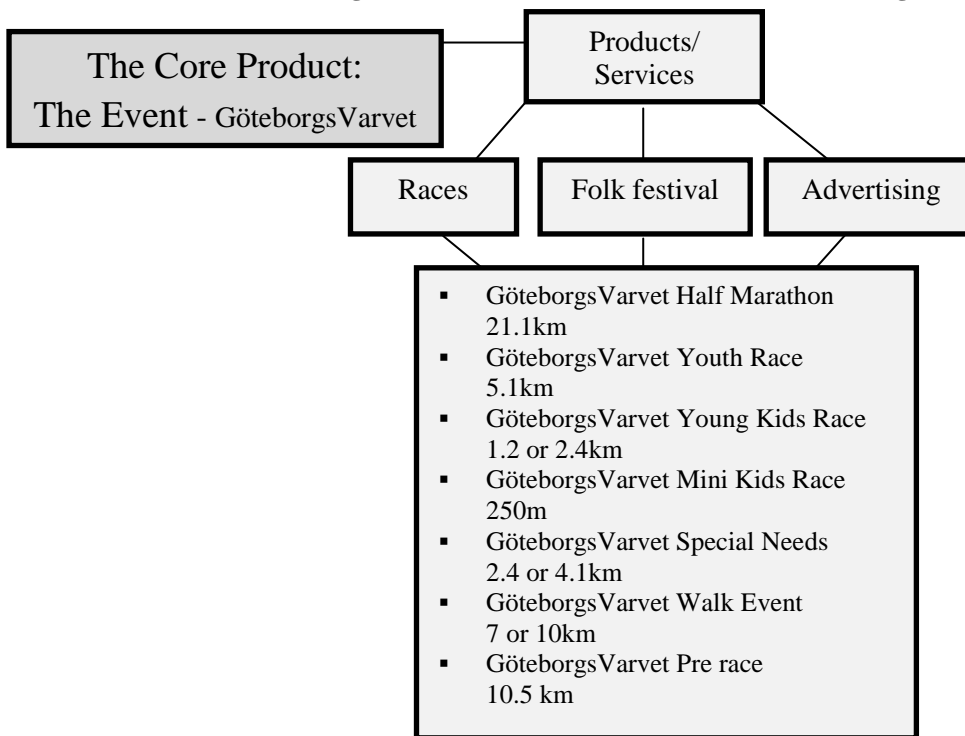 The Core Product:
The Event - GöteborgsVarvet
Products/
Services
Races
Folk festival
Advertising
▪ GöteborgsVarvet Half Marathon
21.1km
▪ GöteborgsVarvet Youth Race
5.1km
▪ GöteborgsVarvet Young Kids Race
1.2 or 2.4km
▪ GöteborgsVarvet Mini Kids Race
250m
▪ GöteborgsVarvet Special Needs
2.4 or 4.1km
▪ GöteborgsVarvet Walk Event
7 or 10km
▪ GöteborgsVarvet Pre race
10.5 km